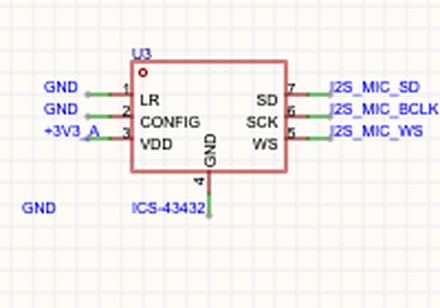 U3
GND 1 LR SD 7 I2S_MIC_SD
GND 2 CONFIG SCK 6 I2S_MIC_BCLK
+3V3_A 3 VDD WS 5 I2S_MIC_WS
GND
4
GND ICS-43432